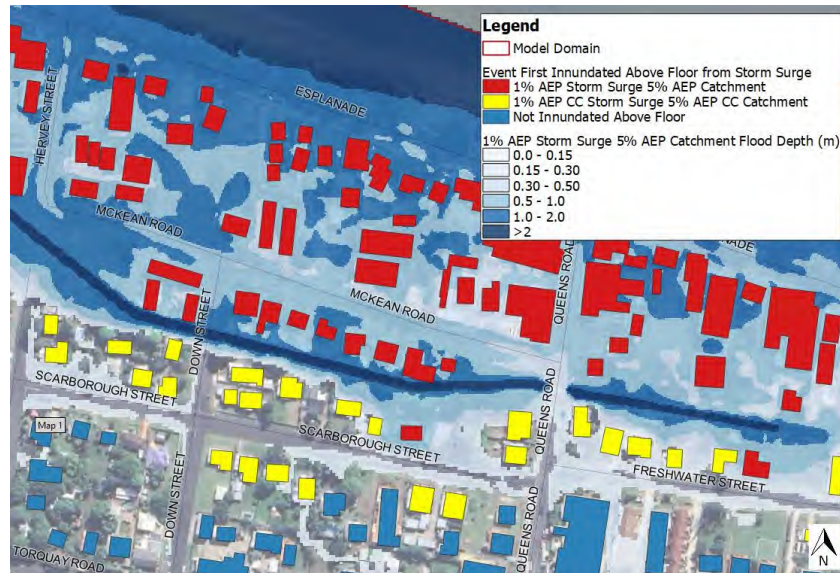 Legend
Model Domain
Event First Innundated Above Floor from Storm Surge
1% AEP Storm Surge 5% AEP Catchment
1% AEP CC Storm Surge 5% AEP CC Catchment
Not Innundated Above Floor
1% AEP Storm Surge 5% AEP Catchment Flood Depth (m)
0.0 - 0.15
0.15 - 0.30
0.30 - 0.50
0.5 - 1.0
1.0 - 2.0
>2
HERVEY STREET
ESPLANADE
MCKEAN ROAD
QUEENS ROAD
NADE
MCKEAN ROAD
DOWN STREET
SCARBOROUGH STREET
Map 1
SCARBOROUGH STREET
QUEENS ROAD
FRESHWATER STREET
DOWN STREET
QUEENS ROAD
TORQUAY ROAD
N